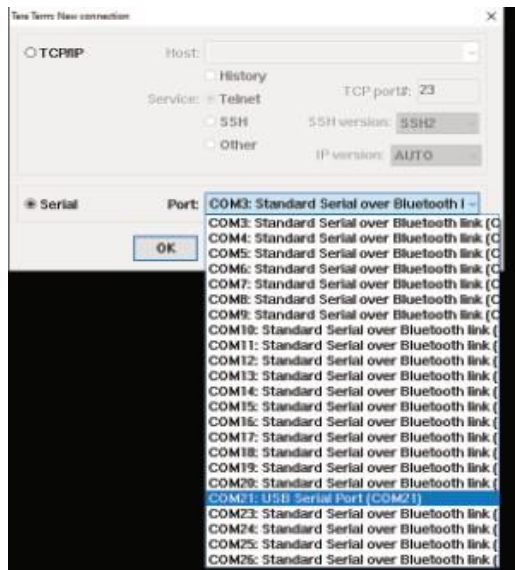 Tera Term: New connection
TCP/IP Host:
History
Service: Telnet TCP port#: 23
SSH SSH version: SSH2
Other IP version: AUTO
Serial Port: COM3: Standard Serial over Bluetooth l
OK
COM3: Standard Serial over Bluetooth link (C
COM4: Standard Serial over Bluetooth link (C
COM5: Standard Serial over Bluetooth link (C
COM6: Standard Serial over Bluetooth link (C
COM7: Standard Serial over Bluetooth link (C
COM8: Standard Serial over Bluetooth link (C
COM9: Standard Serial over Bluetooth link (C
COM10: Standard Serial over Bluetooth link (
COM11: Standard Serial over Bluetooth link (
COM12: Standard Serial over Bluetooth link (
COM13: Standard Serial over Bluetooth link (
COM14: Standard Serial over Bluetooth link (
COM15: Standard Serial over Bluetooth link (
COM16: Standard Serial over Bluetooth link (
COM17: Standard Serial over Bluetooth link (
COM18: Standard Serial over Bluetooth link (
COM19: Standard Serial over Bluetooth link (
COM20: Standard Serial over Bluetooth link (
COM21: USB Serial Port (COM21)
COM23: Standard Serial over Bluetooth link (
COM24: Standard Serial over Bluetooth link (
COM25: Standard Serial over Bluetooth link (
COM26: Standard Serial over Bluetooth link (